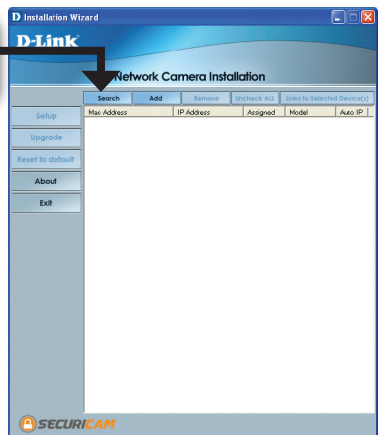 D Installation Wizard
D-Link
Network Camera Installation
Search Add Remove Uncheck ALL Links to Selected Device(s)
Mac Address IP Address Assigned Model Auto IP
Setup
Upgrade
Reset to default
About
Exit
SECURICAM